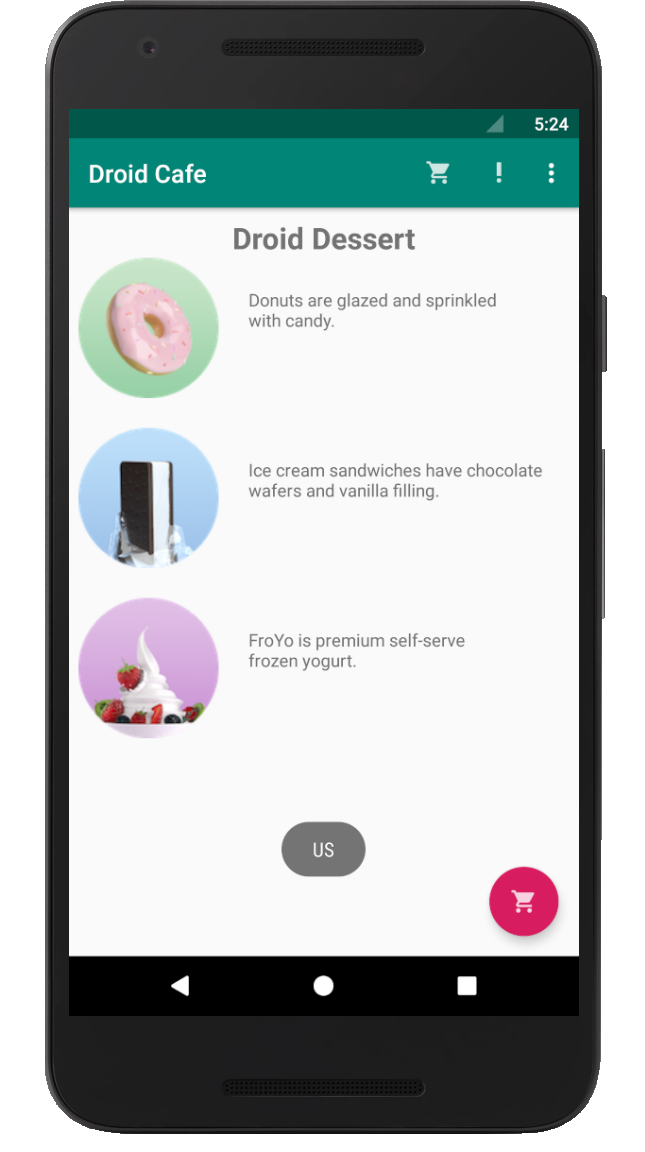 5:24
Droid Cafe
Droid Dessert
Donuts are glazed and sprinkled
with candy.
Ice cream sandwiches have chocolate
wafers and vanilla filling.
FroYo is premium self-serve
frozen yogurt.
US